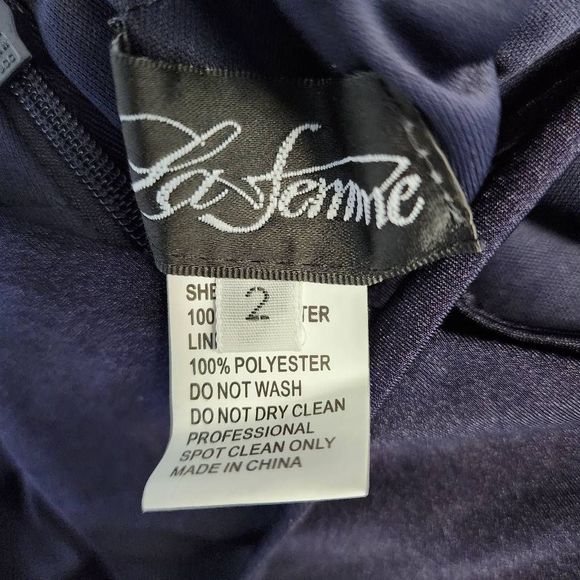 La femme
2
SHE
100 TER
LIN
100% POLYESTER
DO NOT WASH
DO NOT DRY CLEAN
PROFESSIONAL
SPOT CLEAN ONLY
MADE IN CHINA